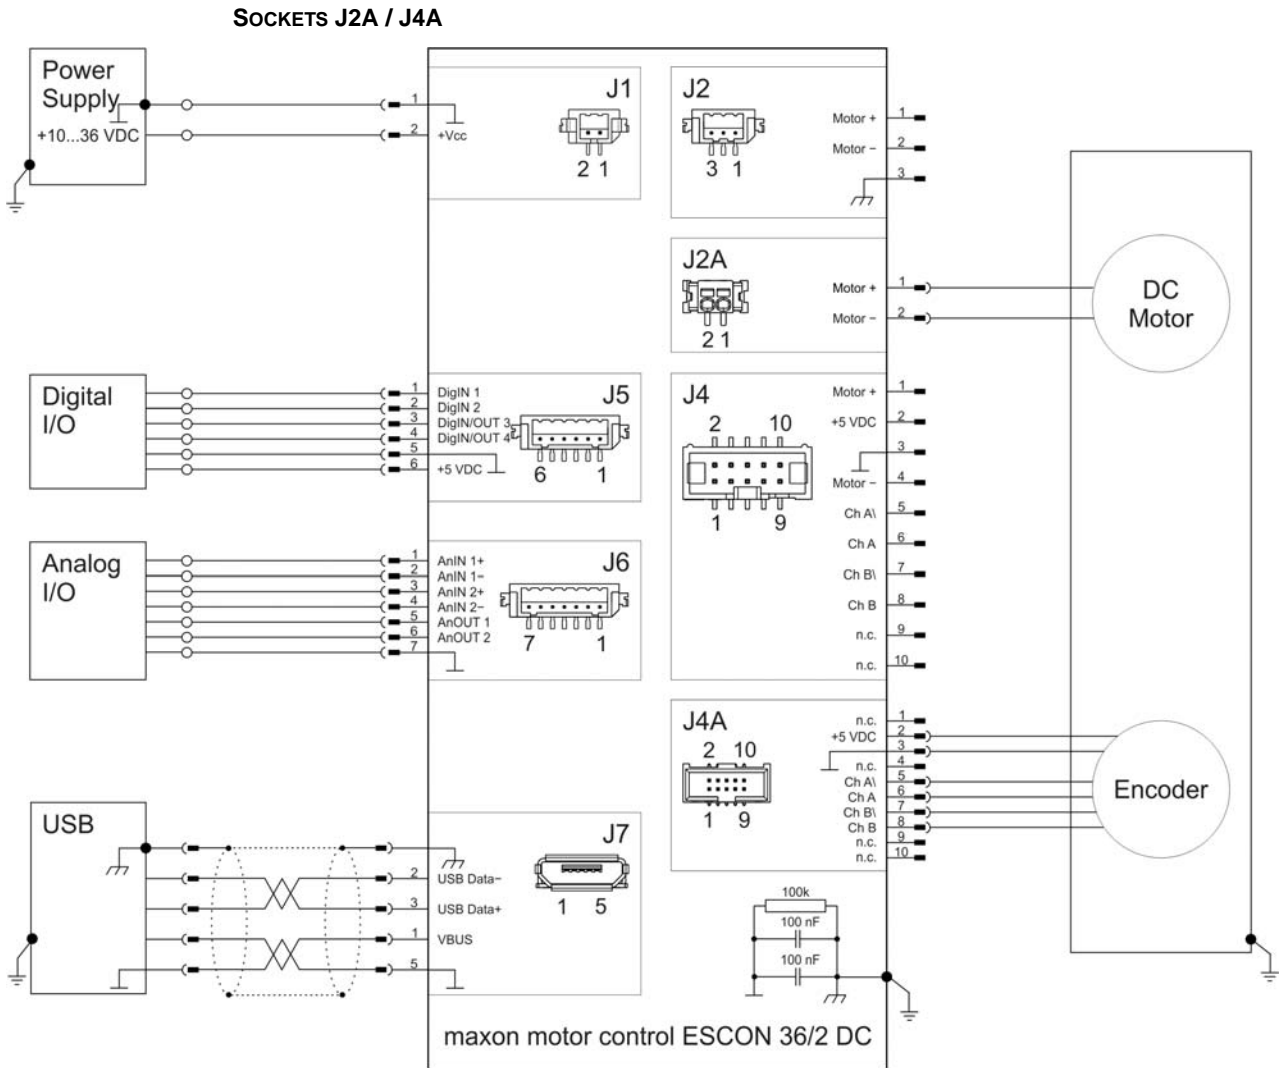 SOCKETS J2A / J4A
Power
Supply
+10...36 VDC
1
2
+Vcc
J1
2 1
J2
3 1
Motor +
1
Motor −
2
3
J2A
2 1
Motor +
1
Motor −
2
DC
Motor
Digital
I/O
1
DigIN 1
2
DigIN 2
3
DigIN/OUT 3
4
DigIN/OUT 4
5
6
+5 VDC
J5
6 1
J4
2 10
1 9
Motor +
1
+5 VDC
2
3
Motor −
4
Ch A\
5
Ch A
6
Ch B\
7
Ch B
8
n.c.
9
n.c.
10
Analog
I/O
1
AnIN 1+
2
AnIN 1−
3
AnIN 2+
4
AnIN 2−
5
AnOUT 1
6
AnOUT 2
7
J6
7 1
J4A
2 10
1 9
n.c.
1
+5 VDC
2
3
n.c.
4
Ch A\
5
Ch A
6
Ch B\
7
Ch B
8
n.c.
9
n.c.
10
Encoder
USB
2
USB Data−
3
USB Data+
1
VBUS
5
J7
1 5
100k
100 nF
100 nF
maxon motor control ESCON 36/2 DC